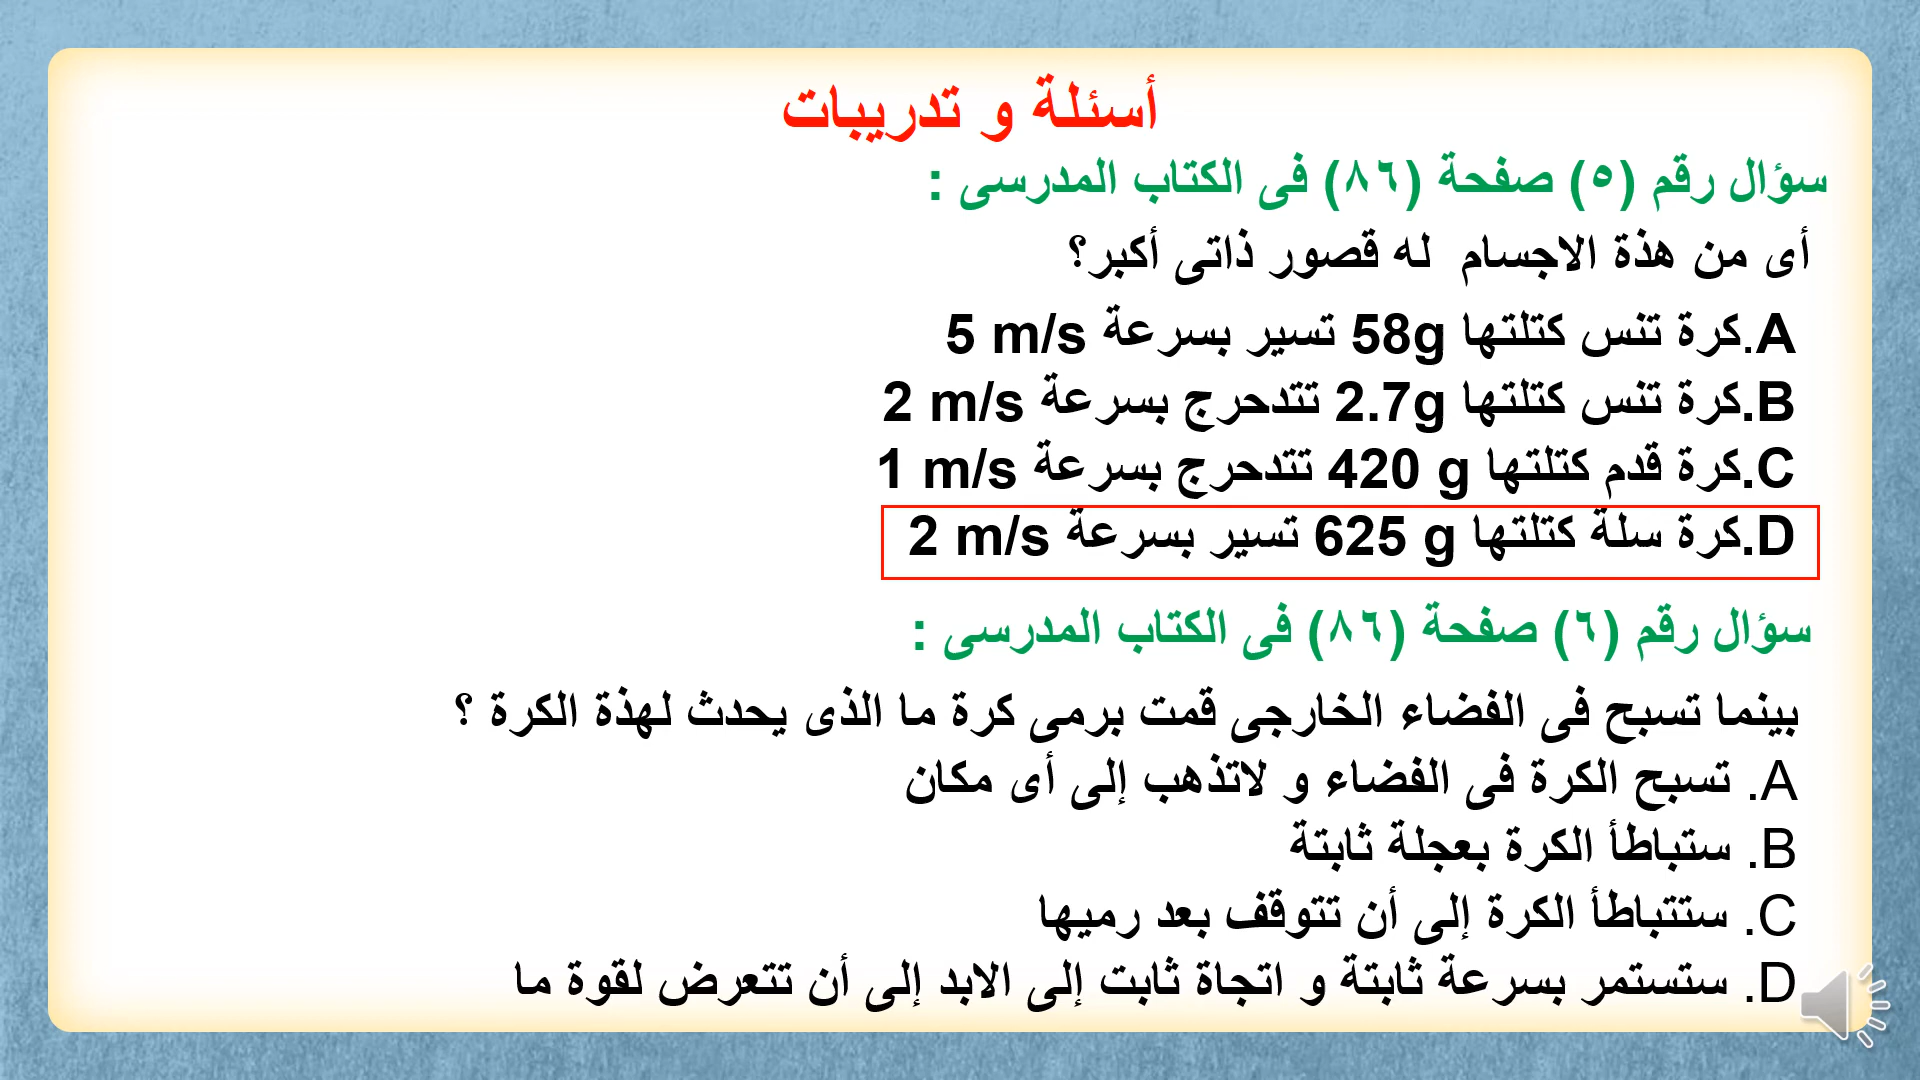 أسئلة و تدريبات
سؤال رقم (٥) صفحة (٨٦) فى الكتاب المدرسى :
أى من هذة الاجسام له قصور ذاتى أكبر؟
A.كرة تنس كتلتها 58g تسير بسرعة 5 m/s
B.كرة تنس كتلتها 2.7g تتدحرج بسرعة 2 m/s
C.كرة قدم كتلتها 420 g تتدحرج بسرعة 1 m/s
D.كرة سلة كتلتها 625 g تسير بسرعة 2 m/s
سؤال رقم (٦) صفحة (٨٦) فى الكتاب المدرسى :
بينما تسبح فى الفضاء الخارجى قمت برمى كرة ما الذى يحدث لهذة الكرة ؟
A. تسبح الكرة فى الفضاء و لاتذهب إلى أى مكان
B. ستباطأ الكرة بعجلة ثابتة
C. ستتباطأ الكرة إلى أن تتوقف بعد رميها
D. ستستمر بسرعة ثابتة و اتجاة ثابت إلى الابد إلى أن تتعرض لقوة ما